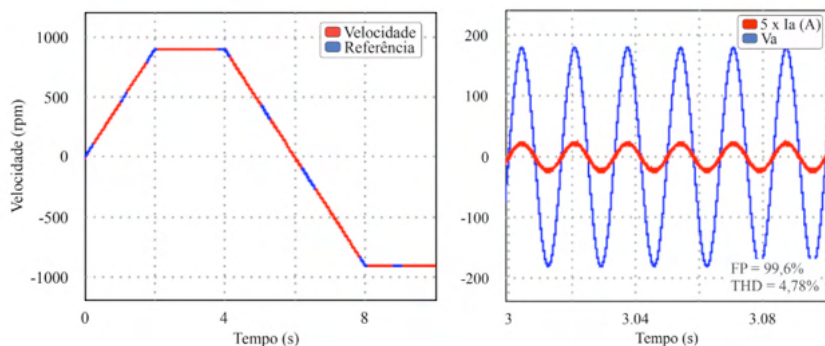 1000
500
0
-500
-1000
Velocidade (rpm)
Velocidade
Referência
0
4
8
Tempo (s)
200
100
0
-100
-200
5 x Ia (A)
Va
FP = 99,6%
THD = 4,78%
3
3.04
3.08
Tempo (s)